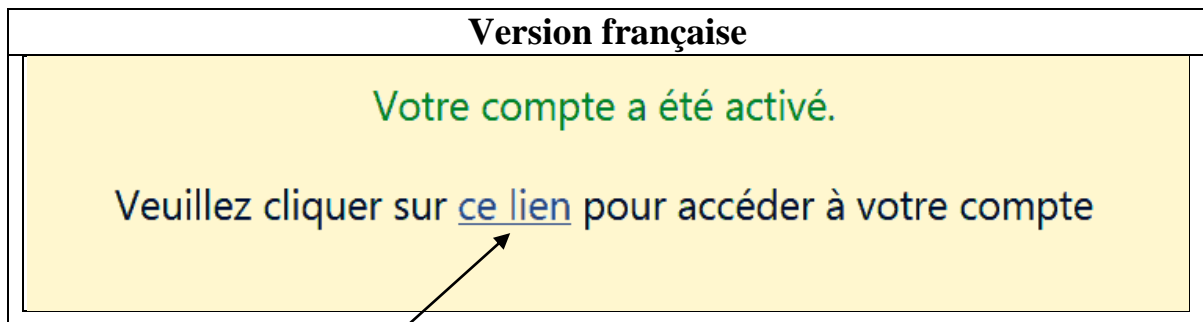 Version française
Votre compte a été activé.
Veuillez cliquer sur ce lien pour accéder à votre compte